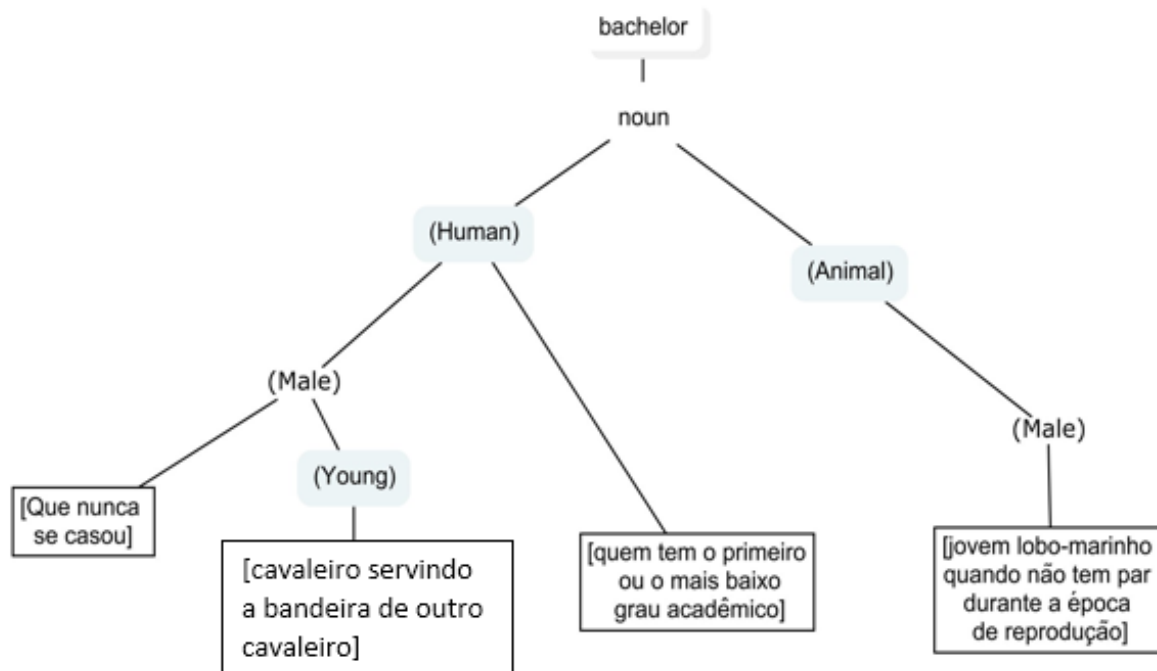 bachelor
noun
(Human)
(Animal)
(Male)
(Male)
(Young)
[Que nunca
se casou]
[cavaleiro servindo
a bandeira de outro
cavaleiro]
[quem tem o primeiro
ou o mais baixo
grau acadêmico]
[jovem lobo-marinho
quando não tem par
durante a época
de reprodução]